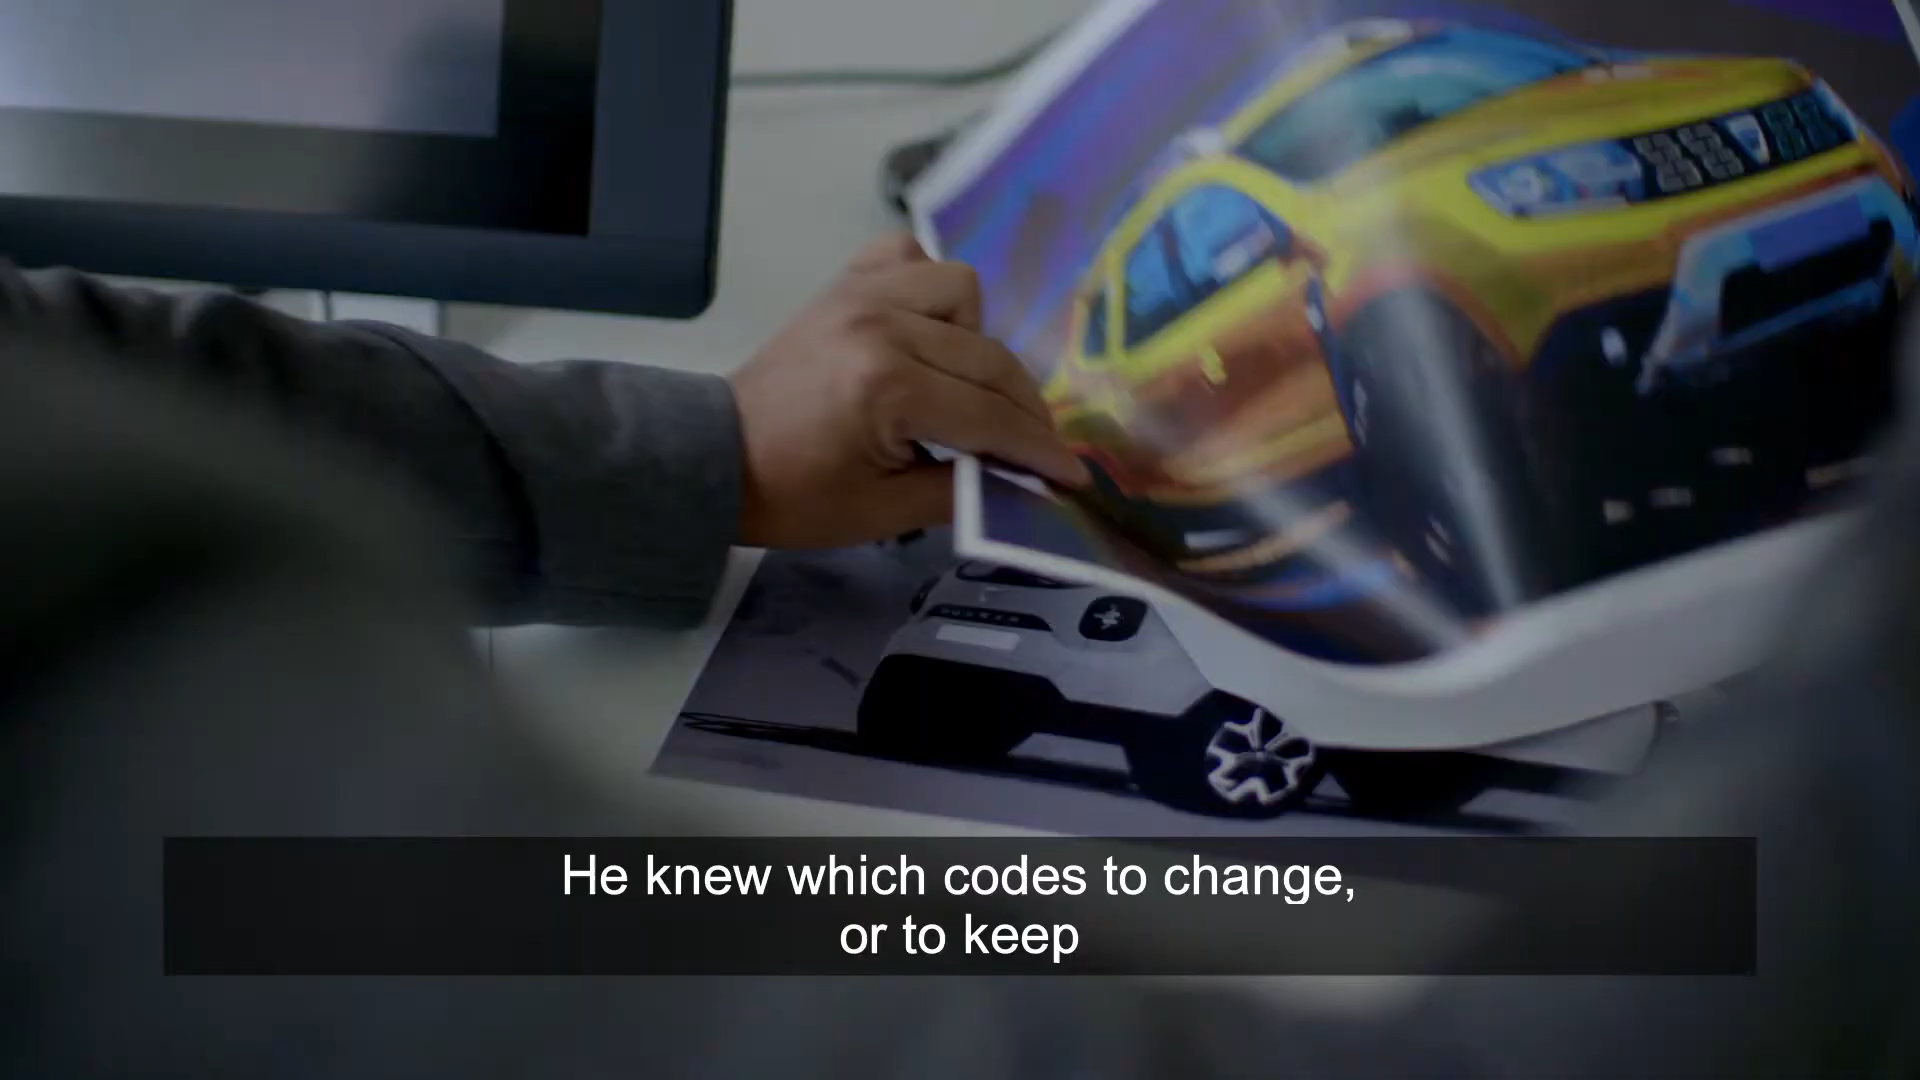 He knew which codes to change,
or to keep